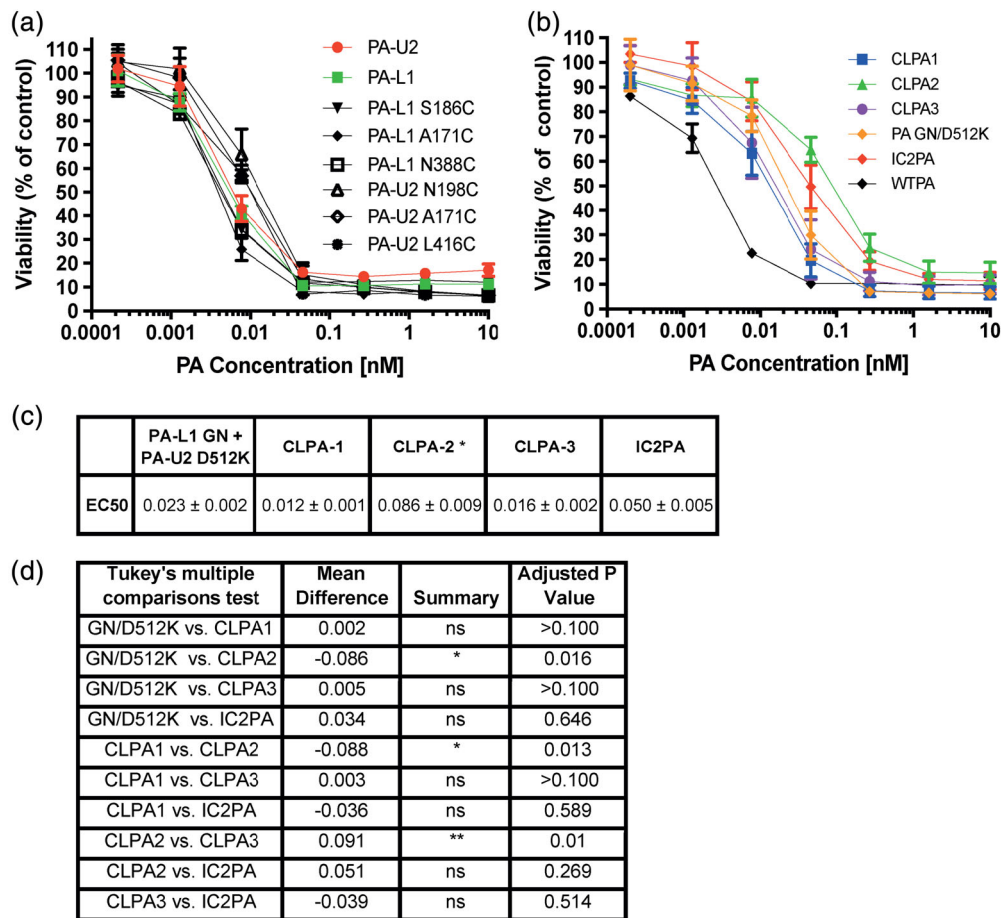 (a)
110
100
90
80
70
60
50
40
30
20
10
0
Viability (% of control)
0.0001
0.001
0.01
0.1
1
10
PA Concentration [nM]
PA-U2
PA-L1
PA-L1 S186C
PA-L1 A171C
PA-L1 N388C
PA-U2 N198C
PA-U2 A171C
PA-U2 L416C
(b)
110
100
90
80
70
60
50
40
30
20
10
0
Viability (% of control)
0.0001
0.001
0.01
0.1
1
10
PA Concentration [nM]
CLPA1
CLPA2
CLPA3
PA GN/D512K
IC2PA
WTPA
(c)
PA-L1 GN +
PA-U2 D512K
CLPA-1
CLPA-2 *
CLPA-3
IC2PA
EC50 0.023 ± 0.002 0.012 ± 0.001 0.086 ± 0.009 0.016 ± 0.002 0.050 ± 0.005
(d)
Tukey's multiple
comparisons test
Mean
Difference
Summary
Adjusted P
Value
GN/D512K vs. CLPA1 0.002 ns >0.100
GN/D512K vs. CLPA2 -0.086 * 0.016
GN/D512K vs. CLPA3 0.005 ns >0.100
GN/D512K vs. IC2PA 0.034 ns 0.646
CLPA1 vs. CLPA2 -0.088 * 0.013
CLPA1 vs. CLPA3 0.003 ns >0.100
CLPA1 vs. IC2PA -0.036 ns 0.589
CLPA2 vs. CLPA3 0.091 ** 0.01
CLPA2 vs. IC2PA 0.051 ns 0.269
CLPA3 vs. IC2PA -0.039 ns 0.514